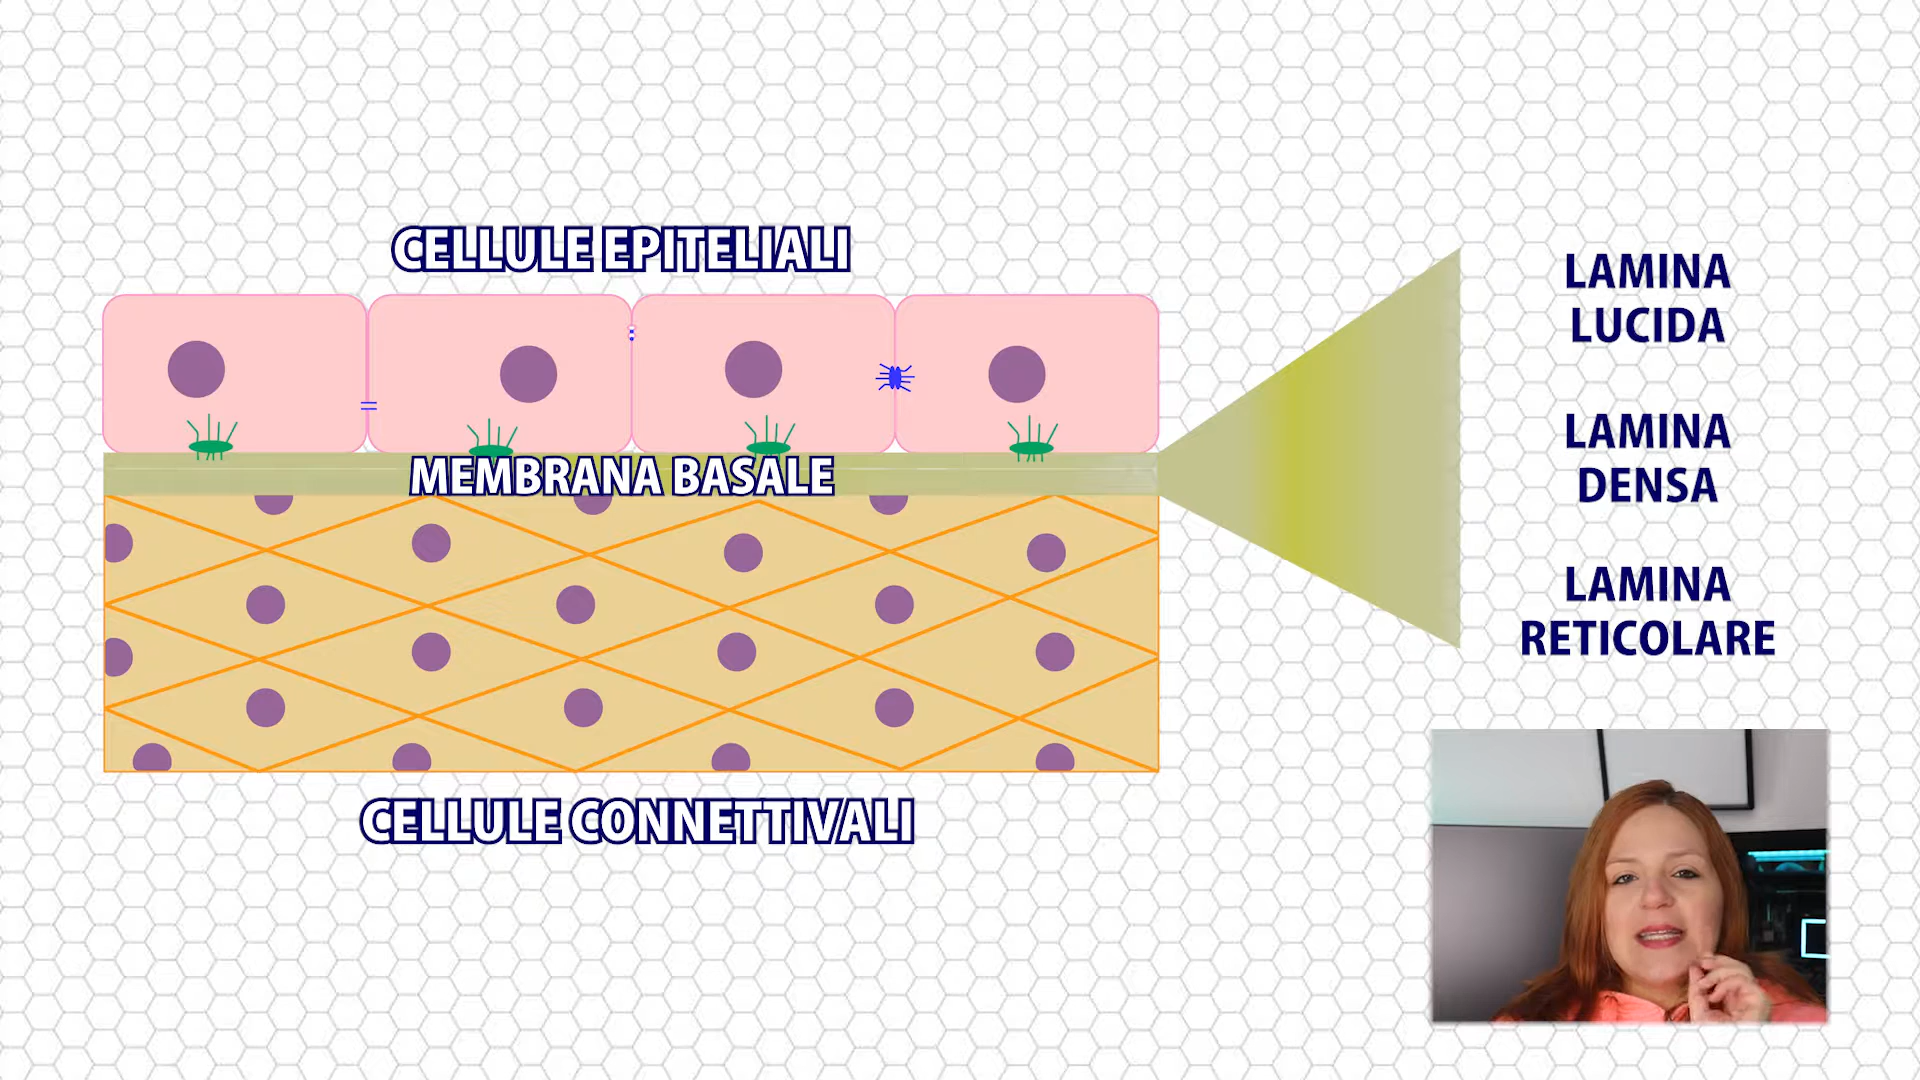 CELLULE EPITELIALI
MEMBRANA BASALE
CELLULE CONNETTIVALI
LAMINA
LUCIDA
LAMINA
DENSA
LAMINA
RETICOLARE